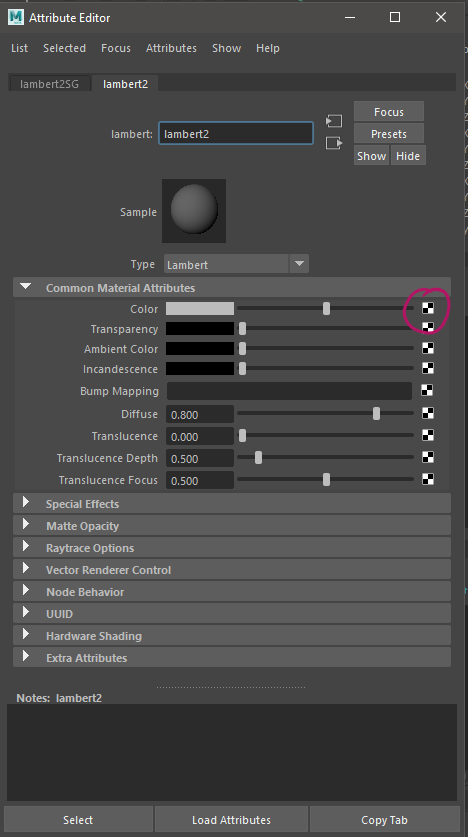 Attribute Editor
List Selected Focus Attributes Show Help
lambert2SG lambert2
Focus
lambert: lambert2
Presets
Show Hide
Sample
Type Lambert
Common Material Attributes
Color
Transparency
Ambient Color
Incandescence
Bump Mapping
Diffuse 0.800
Translucence 0.000
Translucence Depth 0.500
Translucence Focus 0.500
Special Effects
Matte Opacity
Raytrace Options
Vector Renderer Control
Node Behavior
UUID
Hardware Shading
Extra Attributes
Notes: lambert2
Select Load Attributes Copy Tab